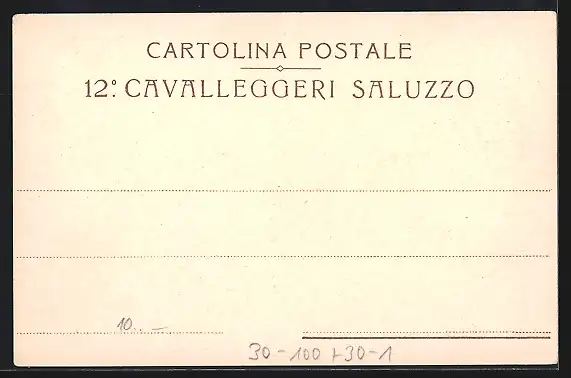 CARTOLINA POSTALE
12º. CAVALLEGGERI SALUZZO
10.. –
30-100+30-1